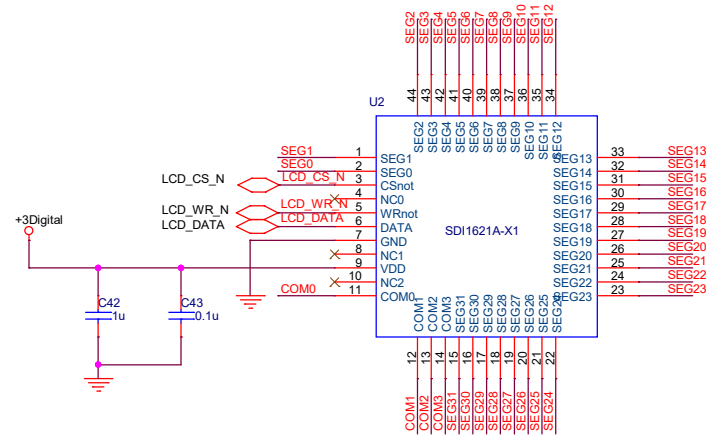 SEG2
SEG3
SEG4
SEG5
SEG6
SEG7
SEG8
SEG9
SEG10
SEG11
SEG12
44
43
42
41
40
39
38
37
36
35
34
U2
SEG2
SEG3
SEG4
SEG5
SEG6
SEG7
SEG8
SEG9
SEG10
SEG11
SEG12
SEG1 1 SEG1
SEG0 2 SEG0
LCD_CS_N LCD_CS_N 3 CSnot
4 NC0
LCD_WR_N LCD_WR_N 5 WRnot
LCD_DATA LCD_DATA 6 DATA
7 GND
8 NC1
9 VDD
10 NC2
COM0 11 COM0
+3Digital
SDI1621A-X1
SEG13 33 SEG13
SEG14 32 SEG14
SEG15 31 SEG15
SEG16 30 SEG16
SEG17 29 SEG17
SEG18 28 SEG18
SEG19 27 SEG19
SEG20 26 SEG20
SEG21 25 SEG21
SEG22 24 SEG22
SEG23 23 SEG23
C42
1u
C43
0.1u
COM1
COM2
COM3
SEG31
SEG30
SEG29
SEG28
SEG27
SEG26
SEG25
SEG24
12
13
14
15
16
17
18
19
20
21
22
COM1
COM2
COM3
SEG31
SEG30
SEG29
SEG28
SEG27
SEG26
SEG25
SEG24